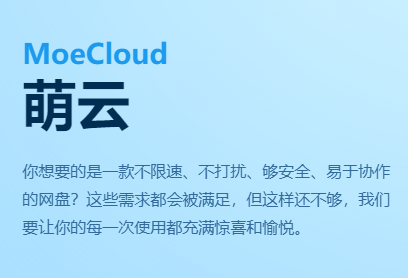 MoeCloud
萌云
你想要的是一款不限速、不打扰、够安全、易于协作
的网盘？这些需求都会被满足，但这样还不够，我们
要让你的每一次使用都充满惊喜和愉悦。